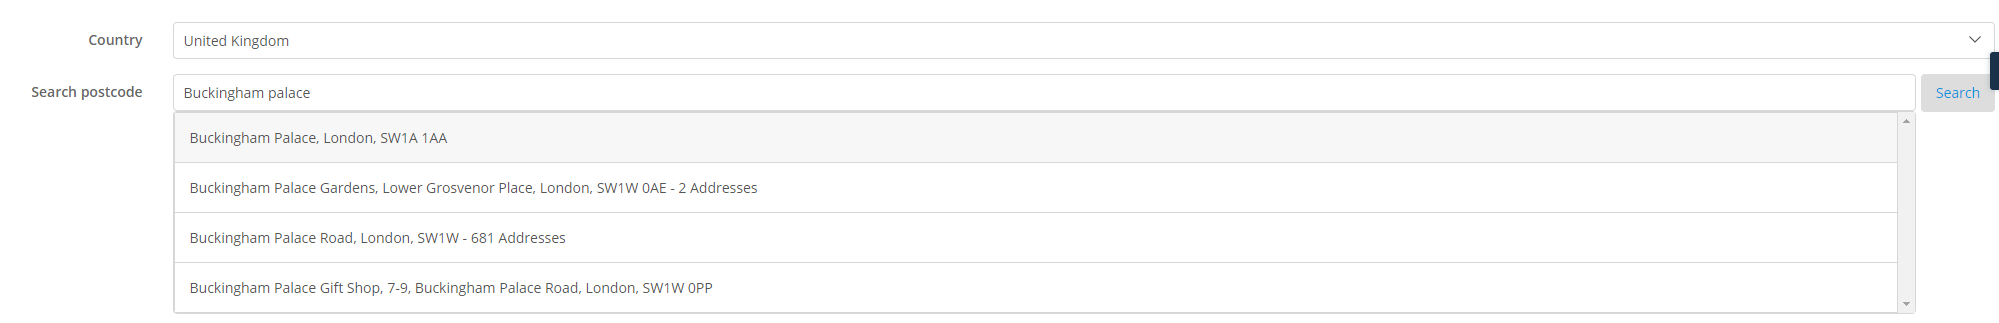 Country
United Kingdom
Search postcode
Buckingham palace
Search
Buckingham Palace, London, SW1A 1AA
Buckingham Palace Gardens, Lower Grosvenor Place, London, SW1W 0AE - 2 Addresses
Buckingham Palace Road, London, SW1W - 681 Addresses
Buckingham Palace Gift Shop, 7-9, Buckingham Palace Road, London, SW1W 0PP